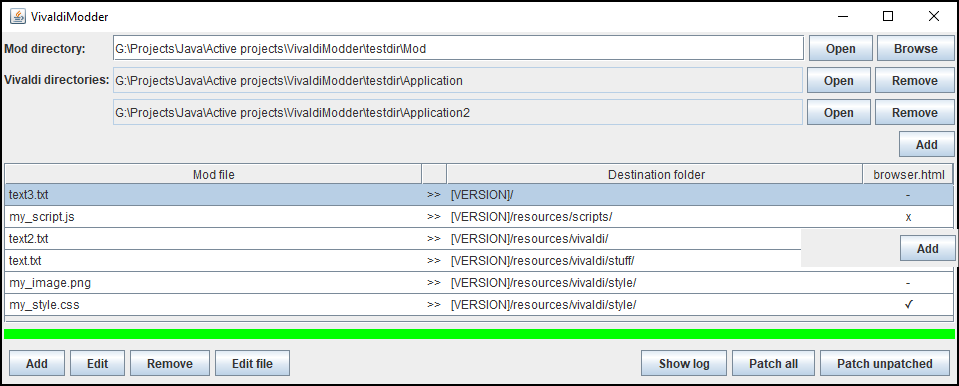 VivaldiModder
Mod directory: G:\Projects\Java\Active projects\VivaldiModder\testdir\Mod Open Browse
Vivaldi directories: G:\Projects\Java\Active projects\VivaldiModder\testdir\Application Open Remove
G:\Projects\Java\Active projects\VivaldiModder\testdir\Application2 Open Remove
Add
Mod file Destination folder browser.html
text3.txt >> [VERSION]/ -
my_script.js >> [VERSION]/resources/scripts/ x
text2.txt >> [VERSION]/resources/vivaldi/
Add
text.txt >> [VERSION]/resources/vivaldi/stuff/
my_image.png >> [VERSION]/resources/vivaldi/style/ -
my_style.css >> [VERSION]/resources/vivaldi/style/ ✓
Add Edit Remove Edit file Show log Patch all Patch unpatched